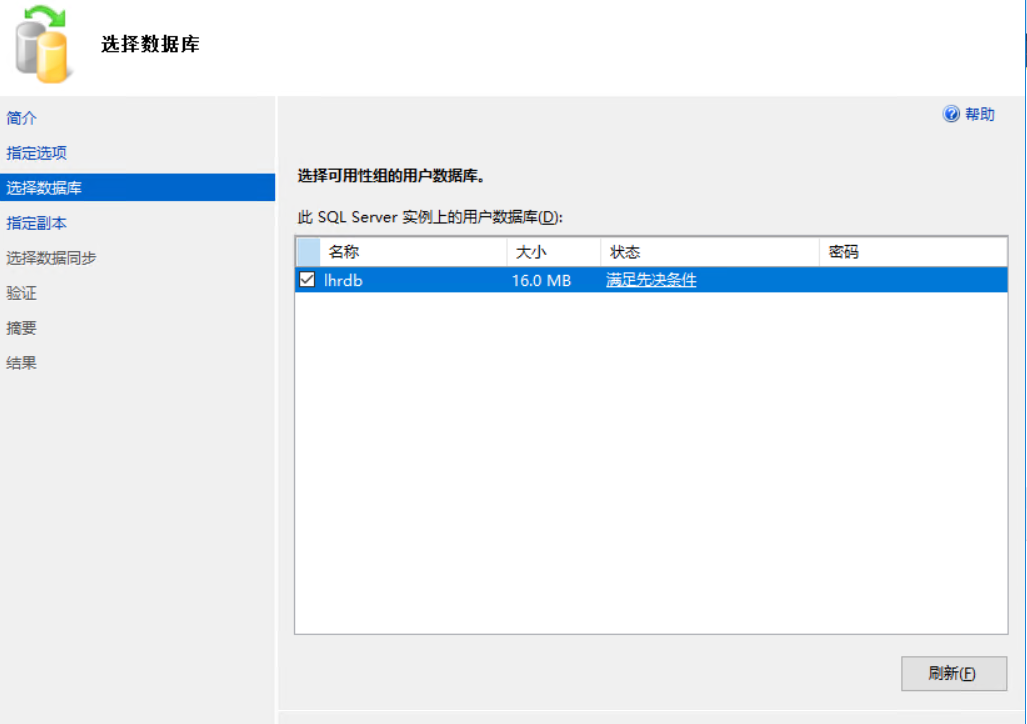 选择数据库
简介
指定选项
选择数据库
指定副本
选择数据同步
验证
摘要
结果
帮助
选择可用性组的用户数据库。
此 SQL Server 实例上的用户数据库(D):
名称 大小 状态 密码
lhrdb 16.0 MB 满足先决条件
刷新(F)